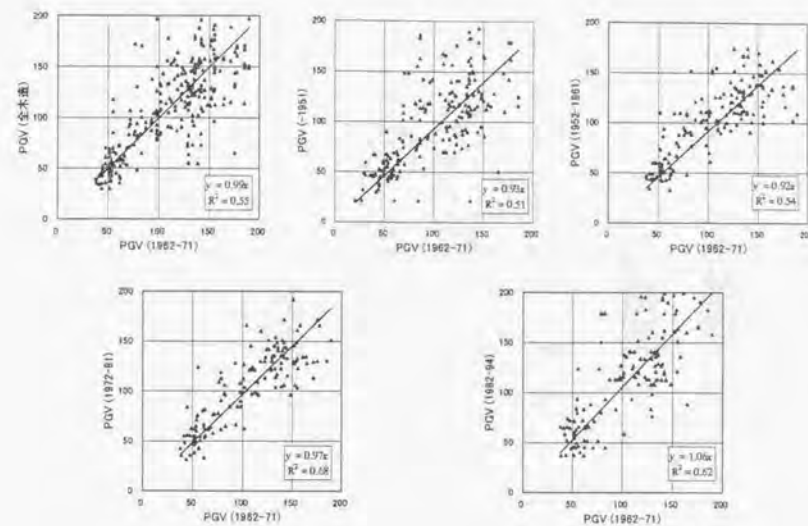 200
150
100
50
0
PGV (全木造)
y = 0.99x
R² = 0.55
0 50 100 150 200
PGV (1962-71)
200
150
100
50
0
PGV (-1951)
y = 0.93x
R² = 0.51
0 50 100 150 200
PGV (1962-71)
200
150
100
50
0
PGV (1952-1961)
y = 0.92x
R² = 0.54
0 50 100 150 200
PGV (1962-71)
200
150
100
50
0
PGV (1972-81)
y = 0.97x
R² = 0.68
0 50 100 150 200
PGV (1962-71)
200
150
100
50
0
PGV (1982-94)
y = 1.06x
R² = 0.62
0 50 100 150 200
PGV (1962-71)